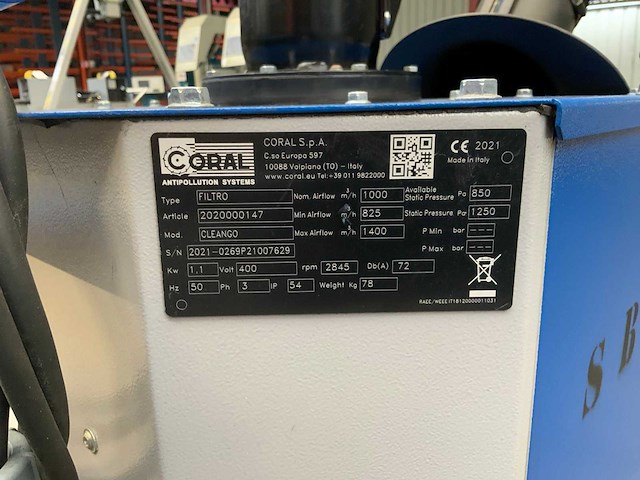 CORAL
ANTIPOLLUTION SYSTEMS
CORAL S.p.A.
C.so Europa 597
10088 Volpiano (TO) - Italy
www.coral.eu Tel:+39 011 9822000
CE 2021
Made in Italy
Type FILTRO Nom. Airflow m³/h 1000 Available Static Pressure Pa 850
Article 2020000147 Min Airflow m³/h 825 Static Pressure Pa 1250
Mod. CLEANGO Max Airflow m³/h 1400 P Min bar ---
S/N 2021-0269P21007629 P Max bar ---
Kw 1.1 Volt 400 rpm 2845 Db(A) 72
Hz 50 Ph 3 IP 54 Weight Kg 78
RAEE/WEEE IT18120000011031
S B